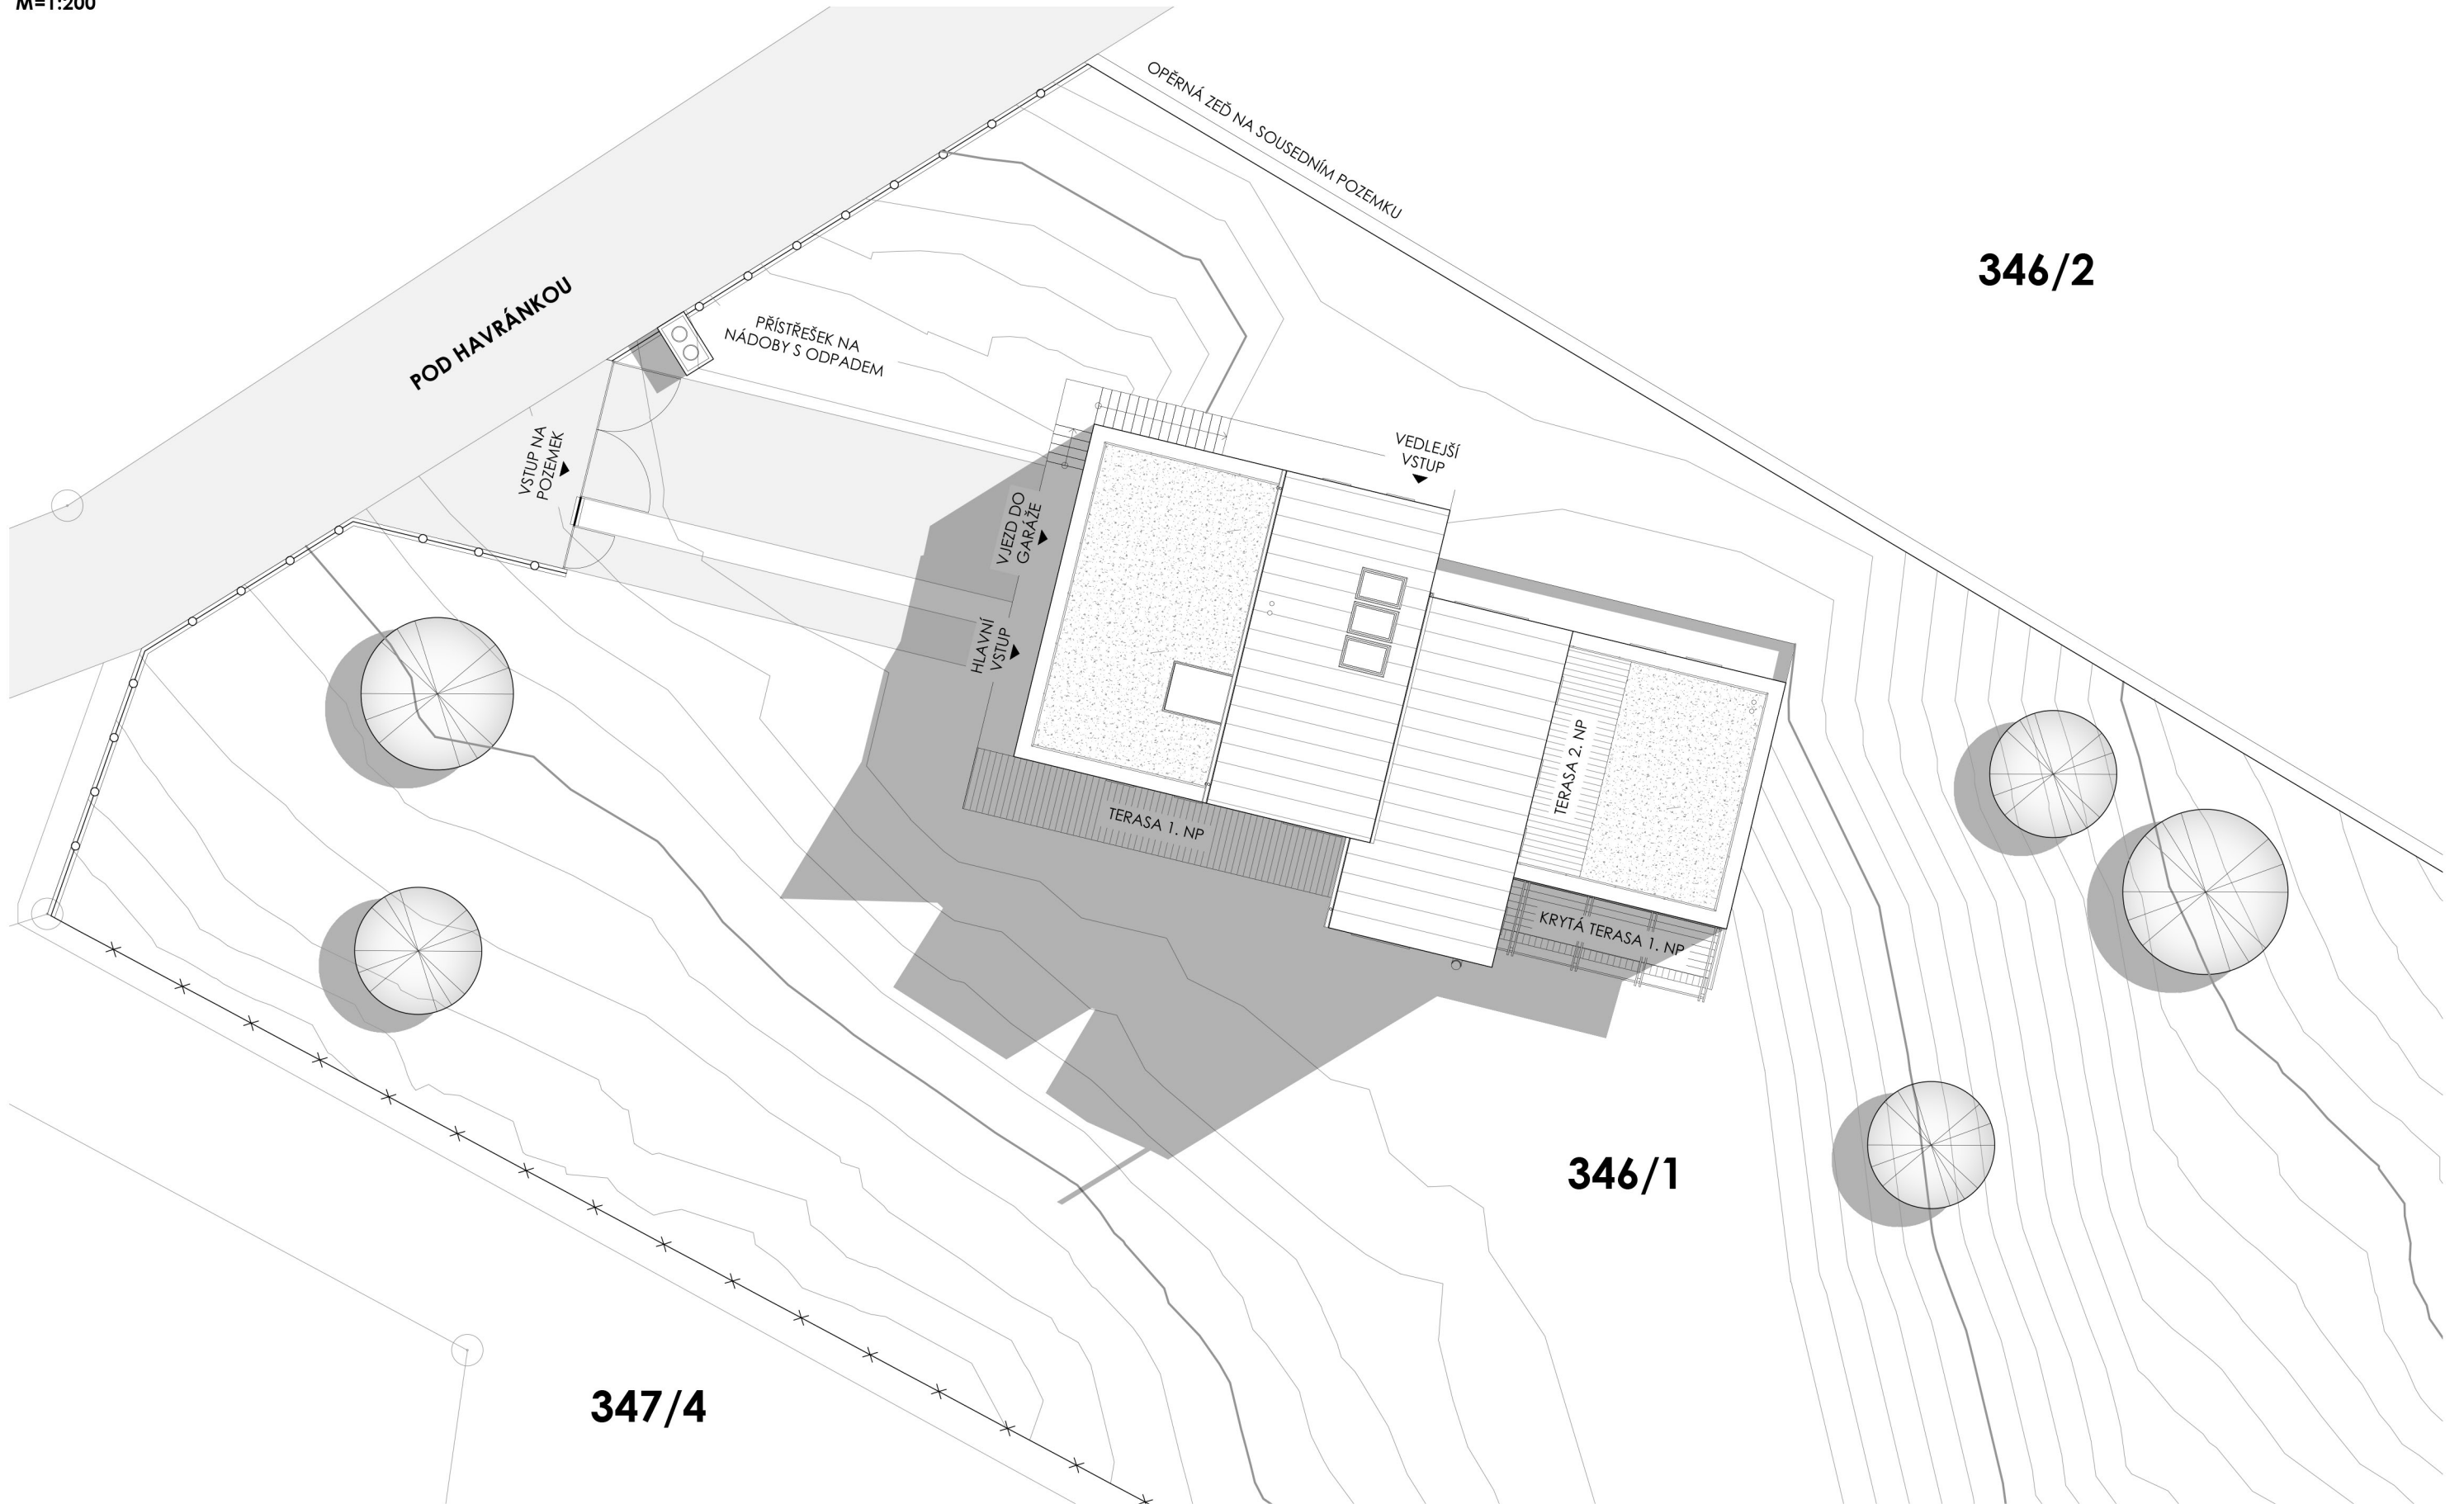 M=1:200
OPĚRNÁ ZEĎ NA SOUSEDNÍM POZEMKU
346/2
POD HAVRÁNKOU
PŘÍSTŘEŠEK NA
NÁDOBY S ODPADEM
VSTUP NA
POZEMEK
VEDLEJŠÍ
VSTUP
VJEZD DO
GARÁŽE
HLAVNÍ
VSTUP
TERASA 2. NP
TERASA 1. NP
KRYTÁ TERASA 1. NP
346/1
347/4